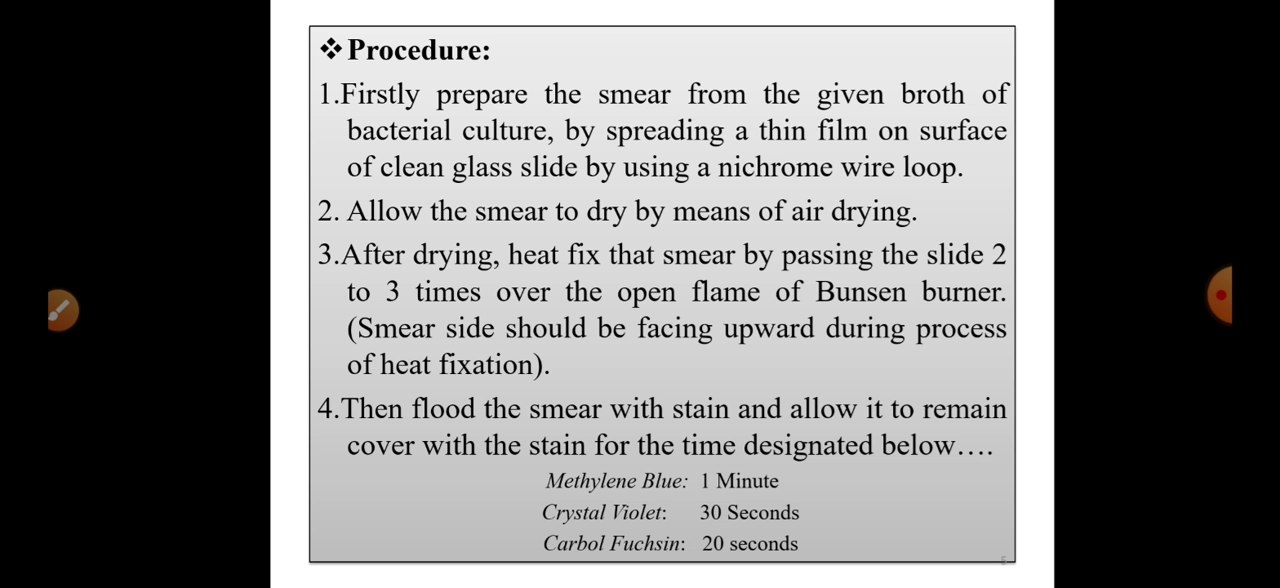 ❖Procedure:
1.Firstly prepare the smear from the given broth of
bacterial culture, by spreading a thin film on surface
of clean glass slide by using a nichrome wire loop.
2. Allow the smear to dry by means of air drying.
3.After drying, heat fix that smear by passing the slide 2
to 3 times over the open flame of Bunsen burner.
(Smear side should be facing upward during process
of heat fixation).
4.Then flood the smear with stain and allow it to remain
cover with the stain for the time designated below….
Methylene Blue: 1 Minute
Crystal Violet: 30 Seconds
Carbol Fuchsin: 20 seconds
5